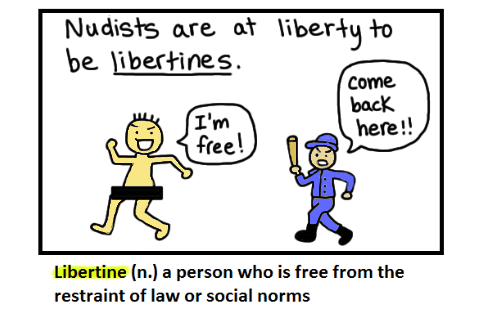 Nudists are at liberty to
be libertines.
I'm
free!
Come
back
here!!
Libertine (n.) a person who is free from the
restraint of law or social norms